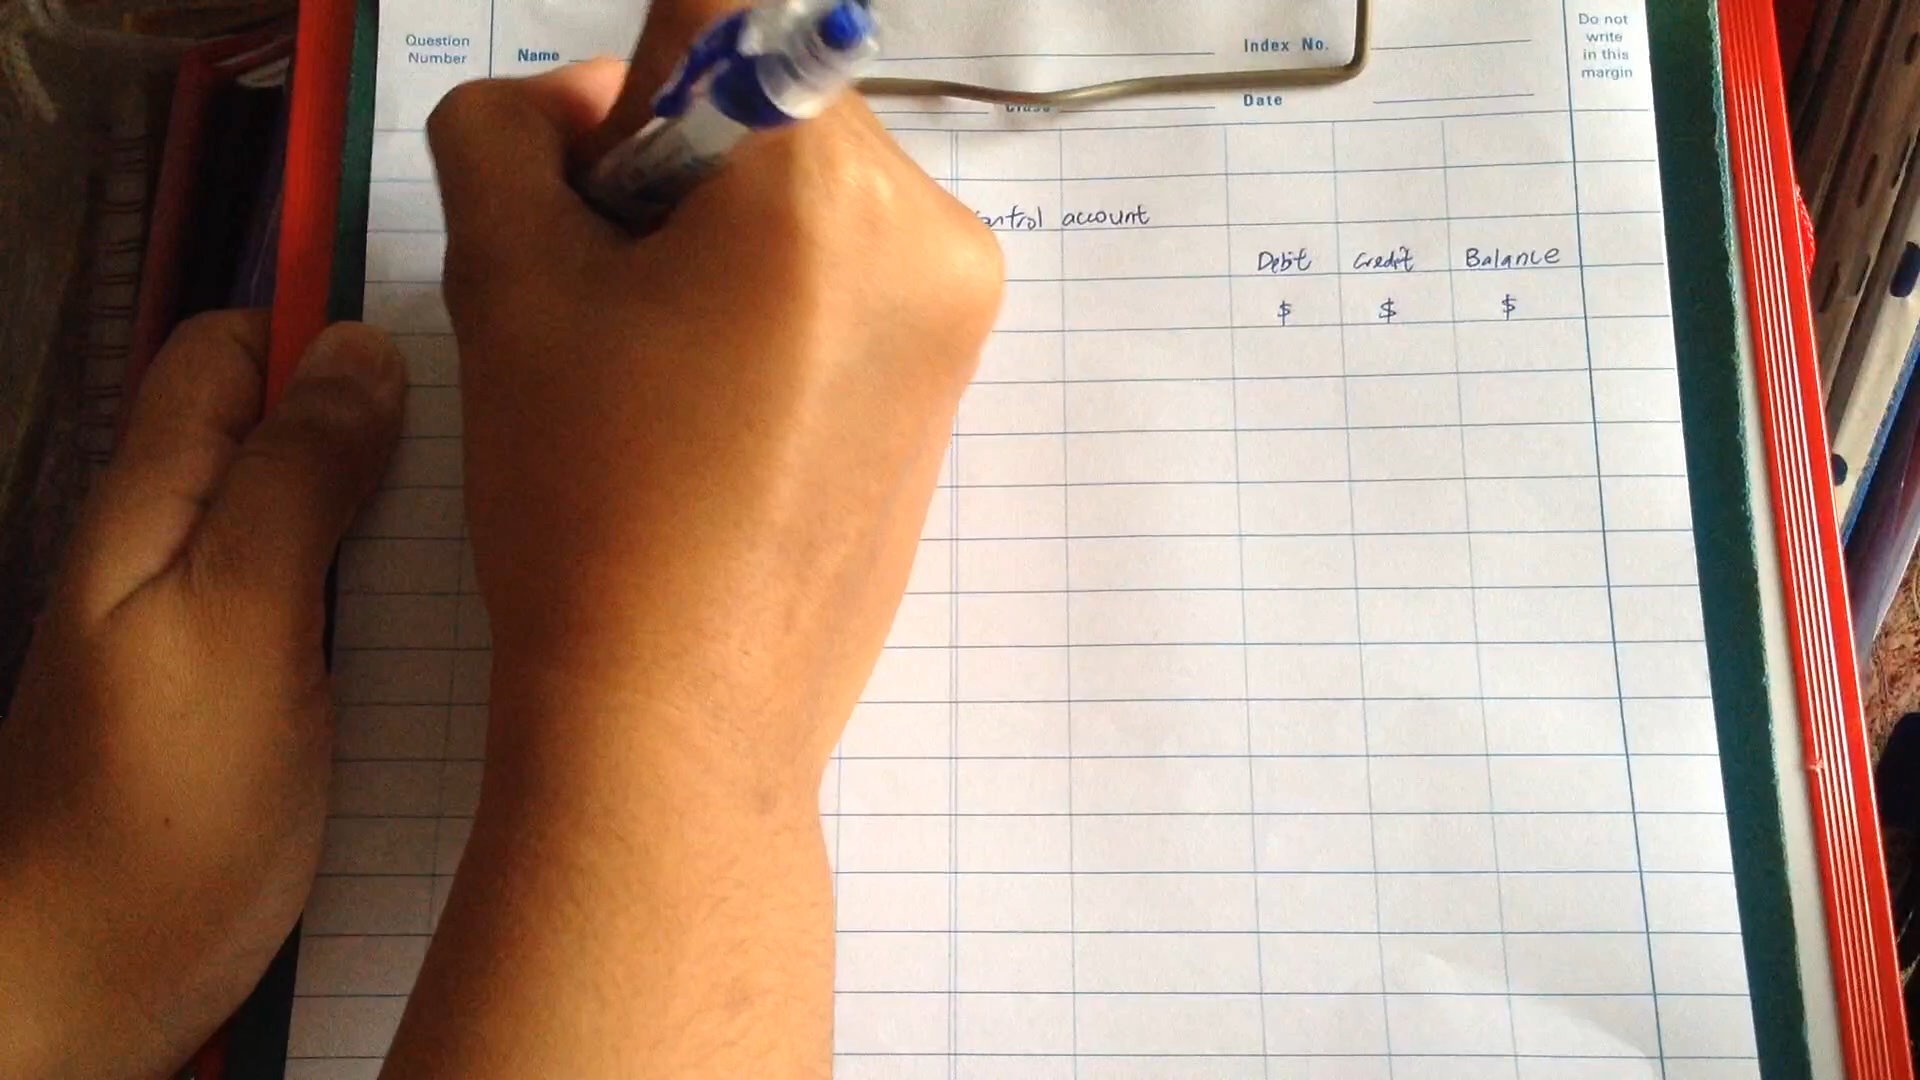 Question Number
Name
Index No.
Do not write in this margin
Date
account
Debit Credit Balance
$ $ $